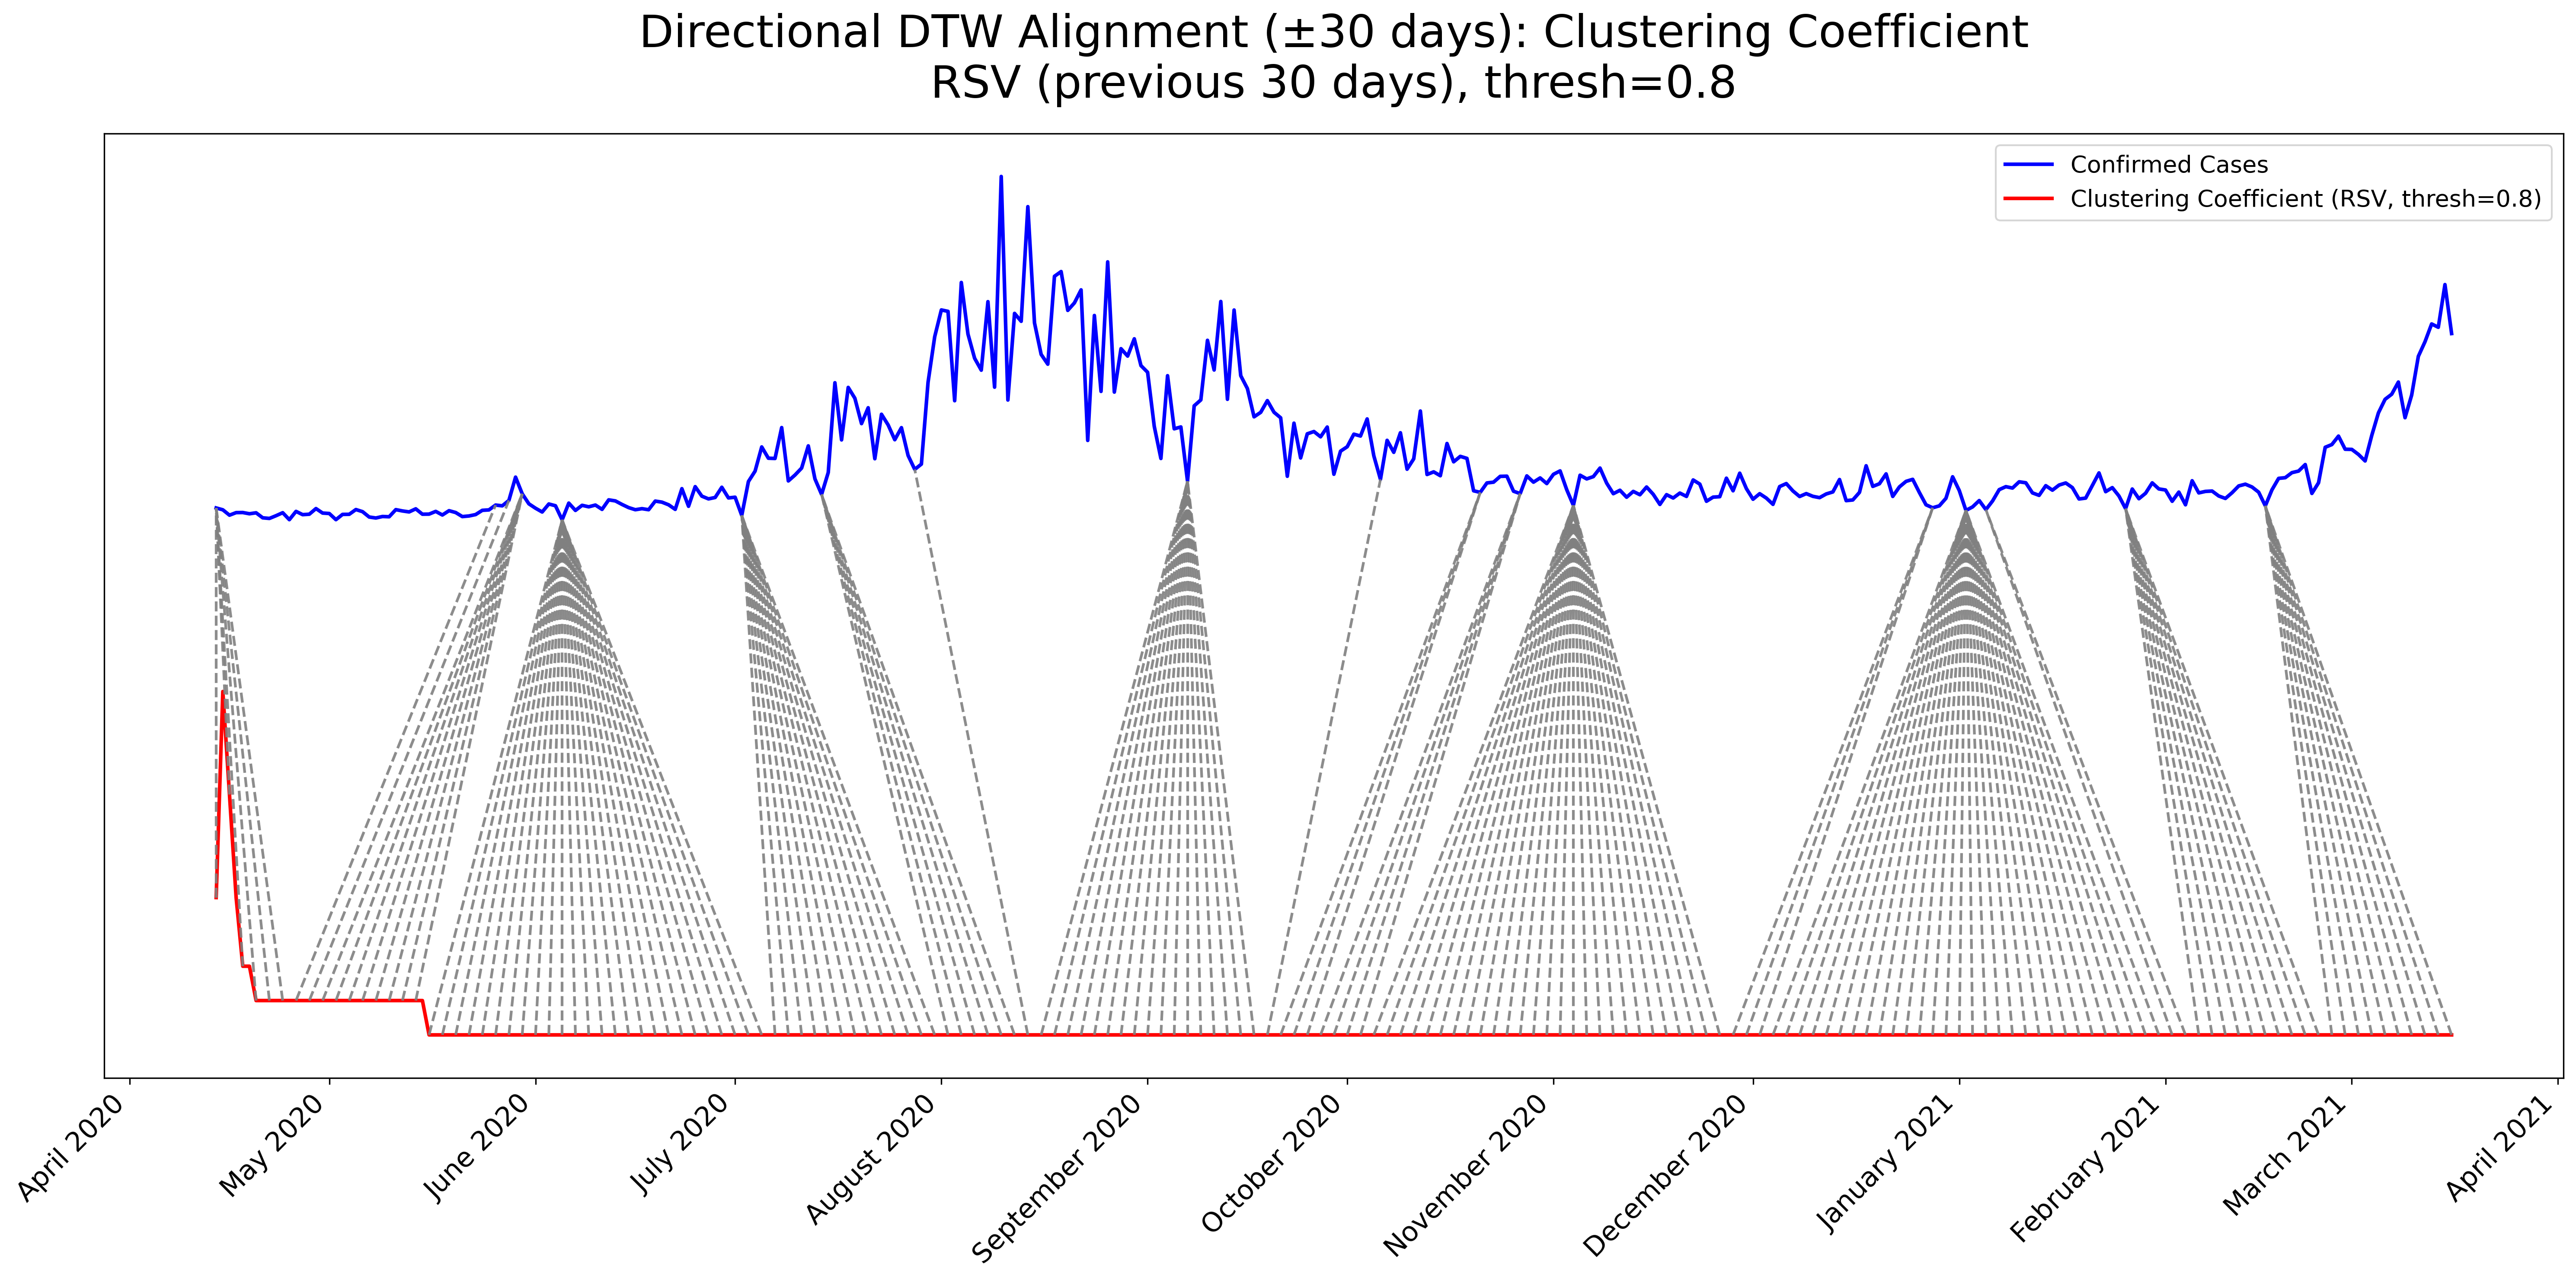 Directional DTW Alignment (±30 days): Clustering Coefficient
RSV (previous 30 days), thresh=0.8
Confirmed Cases
Clustering Coefficient (RSV, thresh=0.8)
April 2020
May 2020
June 2020
July 2020
August 2020
September 2020
October 2020
November 2020
December 2020
January 2021
February 2021
March 2021
April 2021